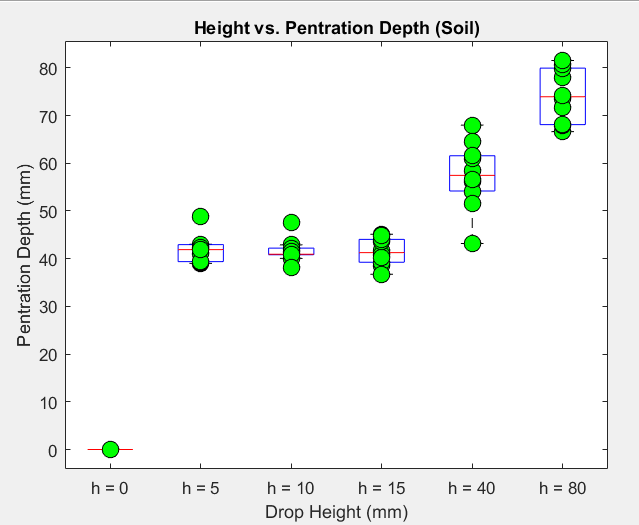 Height vs. Pentration Depth (Soil)
80
70
60
50
40
30
20
10
0
Pentration Depth (mm)
h = 0 h = 5 h = 10 h = 15 h = 40 h = 80
Drop Height (mm)